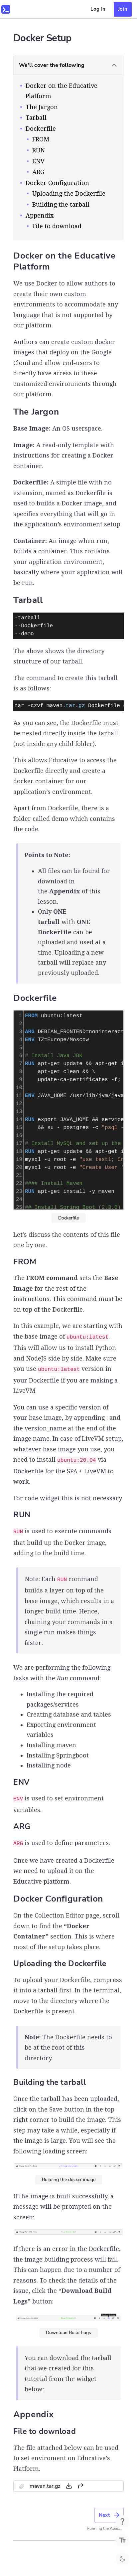 Log In
Join
Docker Setup
We'll cover the following
Docker on the Educative
Platform
The Jargon
Tarball
Dockerfile
FROM
RUN
ENV
ARG
Docker Configuration
Uploading the Dockerfile
Building the tarball
Appendix
File to download
Docker on the Educative
Platform
We use Docker to allow authors to
create their own custom
environments to accommodate any
language that is not supported by
our platform.
Authors can create custom docker
images that deploy on the Google
Cloud and allow end-users to
directly have access to these
customized environments through
our platform.
The Jargon
Base Image: An OS userspace.
Image: A read-only template with
instructions for creating a Docker
container.
Dockerfile: A simple file with no
extension, named as Dockerfile is
used to builds a Docker image, and
specifies everything that will go in
the application's environment.
Container: An image when run,
builds a container. This contains
your application environment,
basically where your application will
be run.
Tarball
-tarball
--Dockerfile
--demo
The above shows the directory
structure of our tarball.
The command to create this tarball
is as follows:
tar -czvf maven.tar.gz Dockerfile
As you can see, the Dockerfile must
be nested directly inside the tarball
(not inside any child folder).
This allows Educative to access the
Dockerfile directly and create a
docker container for our
application's environment.
Apart from Dockerfile, there is a
folder called demo which contains
the code.
Points to Note:
All files can be found for
download in
the Appendix of this
lesson.
Only ONE
tarball with ONE
Dockerfile can be
uploaded and used at a
time. Uploading a new
tarball will replace any
previously uploaded.
Dockerfile
FROM ubuntu:latest
ARG DEBIAN_FRONTEND=noninteract
ENV TZ=Europe/Moscow
# Install Java JDK
RUN apt-get update && apt-get i
apt-get clean && \
update-ca-certificates -f;
ENV JAVA_HOME /usr/lib/jvm/java
RUN export JAVA_HOME && service
&& su - postgres -c "psql
# Install MySQL and set up the
RUN apt-get update && apt-get i
mysql -u root -e "use test; Cr
mysql -u root -e "Create User
#### Install Maven
RUN apt-get install -y maven
Dockerfile
Let's discuss the contents of this file
one by one.
FROM
The FROM command sets the Base
Image for the rest of the
instructions. This command must be
on top of the Dockerfile.
In this example, we are starting with
the base image of ubuntu:latest.
This will allow us to install Python
and NodeJS side by side. Make sure
you use ubuntu:latest version in
your Dockerfile if you are making a
LiveVM
You can use a specific version of
your base image, by appending : and
the version_name at the end of the
image name. In case of LiveVM setup,
whatever base image you use, you
need to install ubuntu:20.04 via
Dockerfile for the SPA + LiveVM to
work.
For code widget this is not necessary.
RUN
RUN is used to execute commands
that build up the Docker image,
adding to the build time.
Note: Each RUN command
builds a layer on top of the
base image, which results in a
longer build time. Hence,
chaining your commands in a
single run makes things
faster.
We are performing the following
tasks with the Run command:
Installing the required
packages/services
Creating database and tables
Exporting environment
variables
Installing maven
Installing Springboot
Installing node
ENV
ENV is used to set environment
variables.
ARG
ARG is used to define parameters.
Once we have created a Dockerfile
we need to upload it on the
Educative platform.
Docker Configuration
On the Collection Editor page, scroll
down to find the "Docker
Container" section. This is where
most of the setup takes place.
Uploading the Dockerfile
To upload your Dockerfile, compress
it into a tarball first. In the terminal,
move to the directory where the
Dockerfile is present.
Note: The Dockerfile needs to
be at the root of this
directory.
Building the tarball
Once the tarball has been uploaded,
click on the Save button in the top-
right corner to build the image. This
step may take a while, especially if
the image is large. You will see the
following loading screen:
Building the docker image
If the image is built successfully, a
message will be prompted on the
screen:
If there is an error in the Dockerfile,
the image building process will fail.
This can happen due to a number of
reasons. To check the details of the
issue, click the "Download Build
Logs" button:
Download Build Logs
You can download the tarball
that we created for this
tutorial from the widget
below:
Appendix
File to download
The file attached below can be used
to set environment on Educative's
Platform.
maven.tar.gz
Next